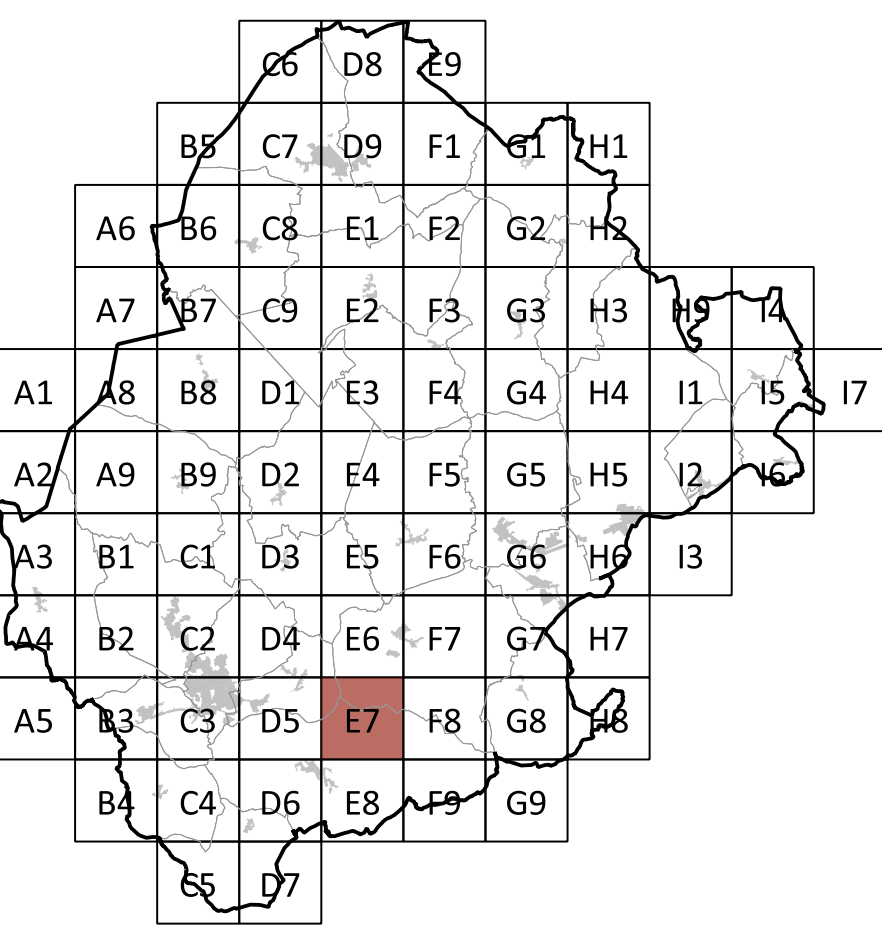 C6 D8 E9
B5 C7 D9 F1 G1 H1
A6 B6 C8 E1 F2 G2 H2
A7 B7 C9 E2 F3 G3 H3 H9 I4
A1 A8 B8 D1 E3 F4 G4 H4 I1 I5 I7
A2 A9 B9 D2 E4 F5 G5 H5 I2 I6
A3 B1 C1 D3 E5 F6 G6 H6 I3
A4 B2 C2 D4 E6 F7 G7 H7
A5 B3 C3 D5 E7 F8 G8 H8
B4 C4 D6 E8 F9 G9
C5 D7